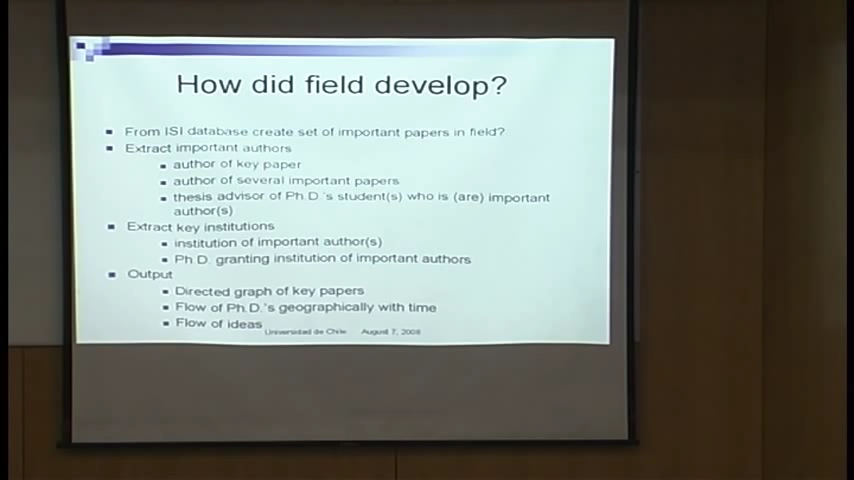 How did field develop?
From ISI database create set of important papers in field?
Extract important authors
author of key paper
author of several important papers
thesis advisor of Ph.D.'s student(s) who is (are) important
author(s)
Extract key institutions
institution of important author(s)
Ph.D. granting institution of important authors
Output
Directed graph of key papers
Flow of Ph.D.'s geographically with time
Flow of ideas
Universidad de Chile August 7, 2008